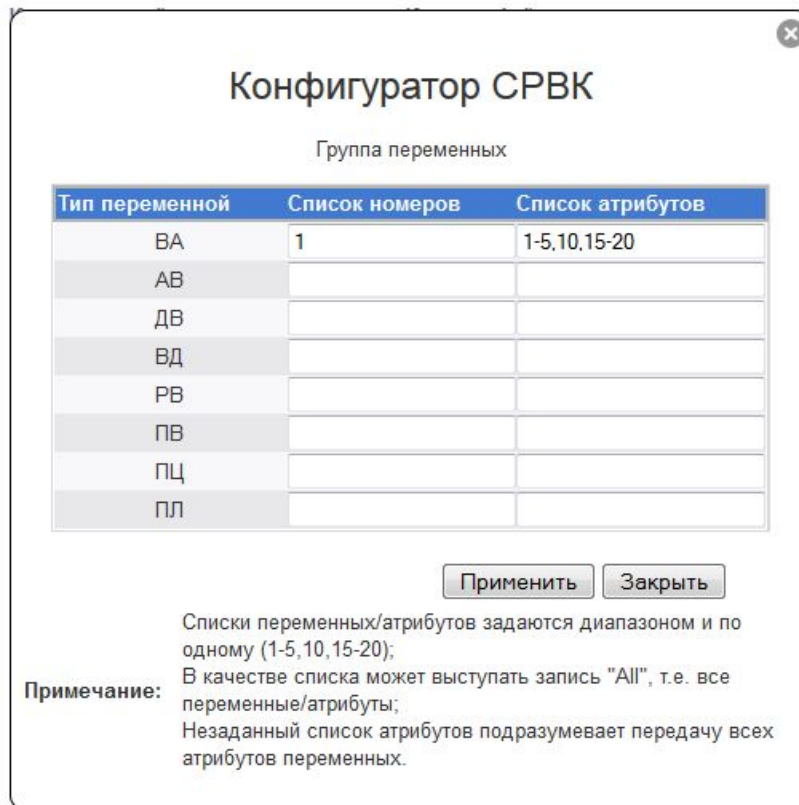 Конфигуратор СРВК
Группа переменных
Тип переменной Список номеров Список атрибутов
ВА 1 1-5,10,15-20
АВ
ДВ
ВД
РВ
ПВ
ПЦ
ПЛ
Применить Закрыть
Примечание:
Списки переменных/атрибутов задаются диапазоном и по
одному (1-5,10,15-20);
В качестве списка может выступать запись "All", т.е. все
переменные/атрибуты;
Незаданный список атрибутов подразумевает передачу всех
атрибутов переменных.